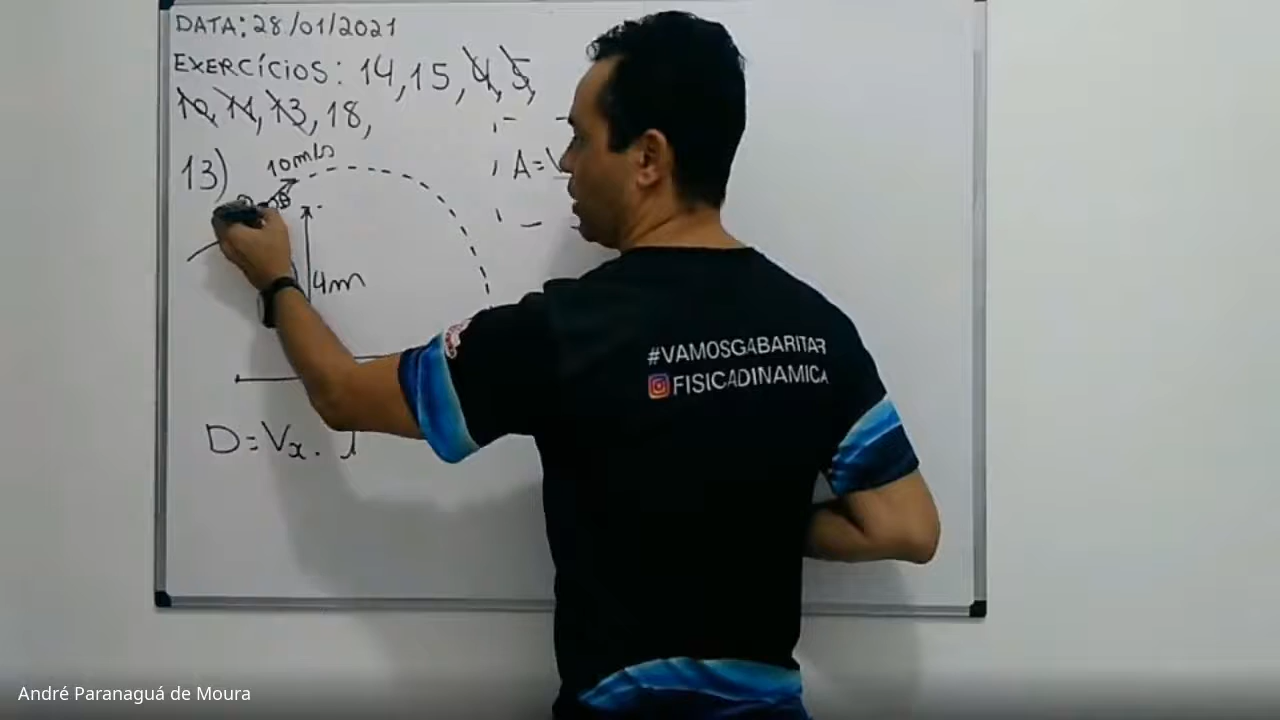 DATA: 28/01/2021
EXERCÍCIOS: 14, 15, 4, 5,
10, 11, 13, 18,
13)
10m/s
A=
4m
D=Vx.
#VAMOSGABARITAR
FISICADINAMICA
André Paranaguá de Moura